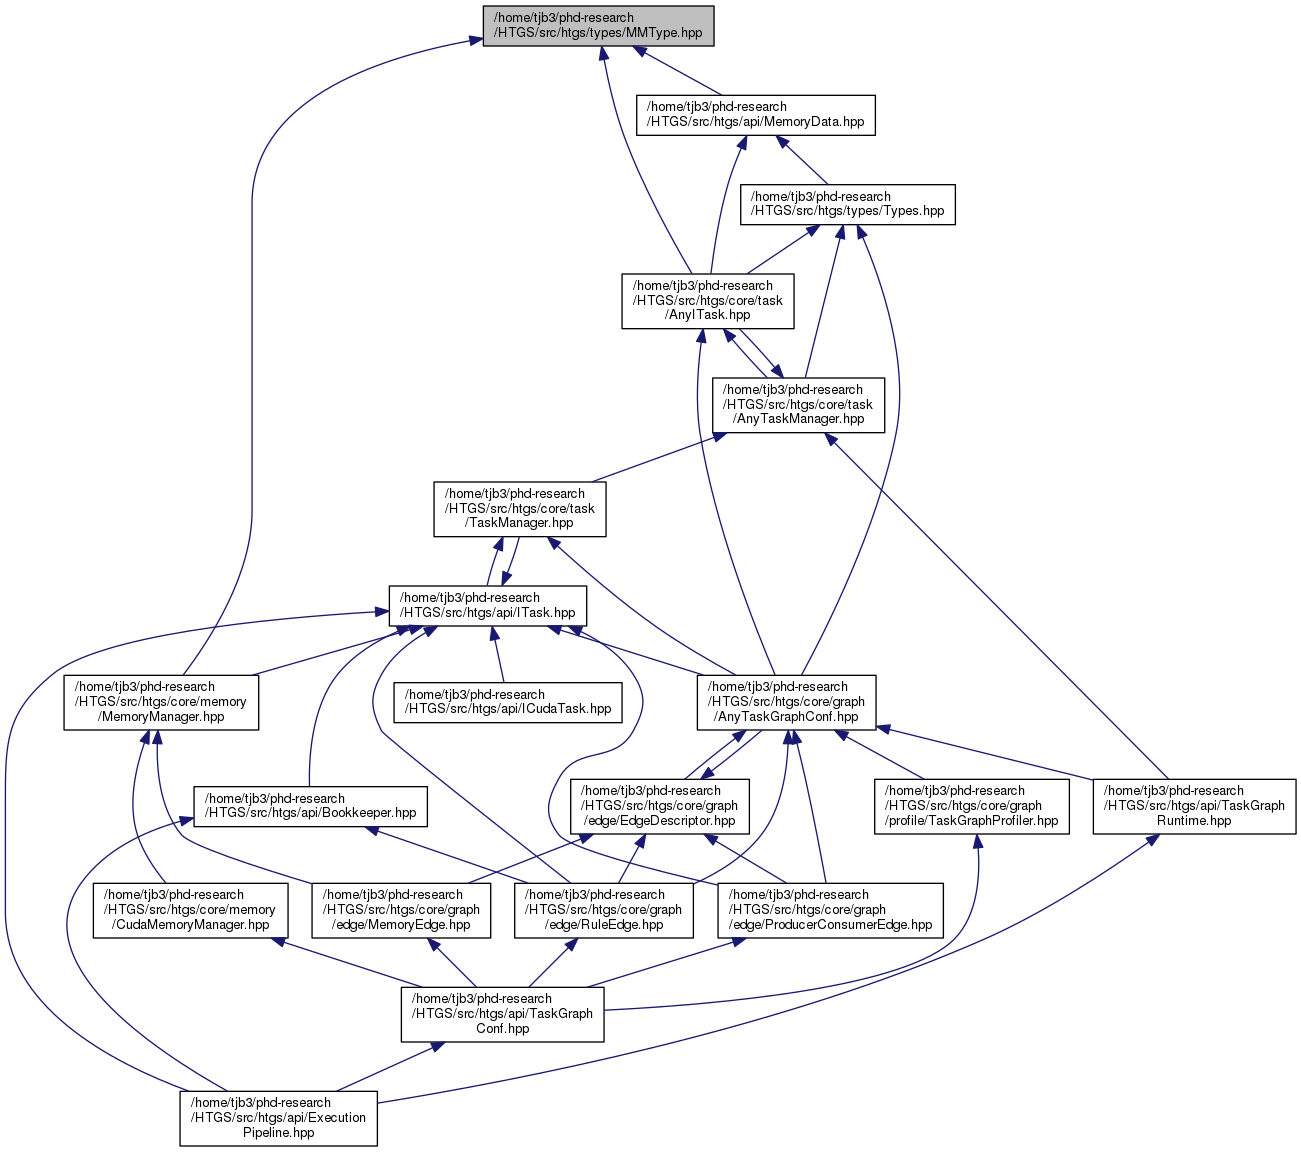 /home/tjb3/phd-research
/HTGS/src/htgs/types/MMType.hpp
/home/tjb3/phd-research
/HTGS/src/htgs/api/MemoryData.hpp
/home/tjb3/phd-research
/HTGS/src/htgs/types/Types.hpp
/home/tjb3/phd-research
/HTGS/src/htgs/core/task
/AnyITask.hpp
/home/tjb3/phd-research
/HTGS/src/htgs/core/task
/AnyTaskManager.hpp
/home/tjb3/phd-research
/HTGS/src/htgs/core/task
/TaskManager.hpp
/home/tjb3/phd-research
/HTGS/src/htgs/api/ITask.hpp
/home/tjb3/phd-research
/HTGS/src/htgs/core/memory
/MemoryManager.hpp
/home/tjb3/phd-research
/HTGS/src/htgs/api/ICudaTask.hpp
/home/tjb3/phd-research
/HTGS/src/htgs/core/graph
/AnyTaskGraphConf.hpp
/home/tjb3/phd-research
/HTGS/src/htgs/api/Bookkeeper.hpp
/home/tjb3/phd-research
/HTGS/src/htgs/core/graph
/edge/EdgeDescriptor.hpp
/home/tjb3/phd-research
/HTGS/src/htgs/core/graph
/profile/TaskGraphProfiler.hpp
/home/tjb3/phd-research
/HTGS/src/htgs/api/TaskGraph
Runtime.hpp
/home/tjb3/phd-research
/HTGS/src/htgs/core/memory
/CudaMemoryManager.hpp
/home/tjb3/phd-research
/HTGS/src/htgs/core/graph
/edge/MemoryEdge.hpp
/home/tjb3/phd-research
/HTGS/src/htgs/core/graph
/edge/RuleEdge.hpp
/home/tjb3/phd-research
/HTGS/src/htgs/core/graph
/edge/ProducerConsumerEdge.hpp
/home/tjb3/phd-research
/HTGS/src/htgs/api/TaskGraph
Conf.hpp
/home/tjb3/phd-research
/HTGS/src/htgs/api/Execution
Pipeline.hpp